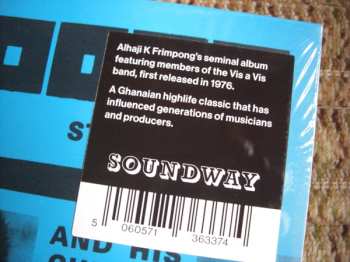 Alhaji K Frimpong's seminal album
featuring members of the Vis a Vis
band, first released in 1976.
A Ghanaian highlife classic that has
influenced generations of musicians
and producers.
SOUNDWAY
5 060571 363374
AND HIS